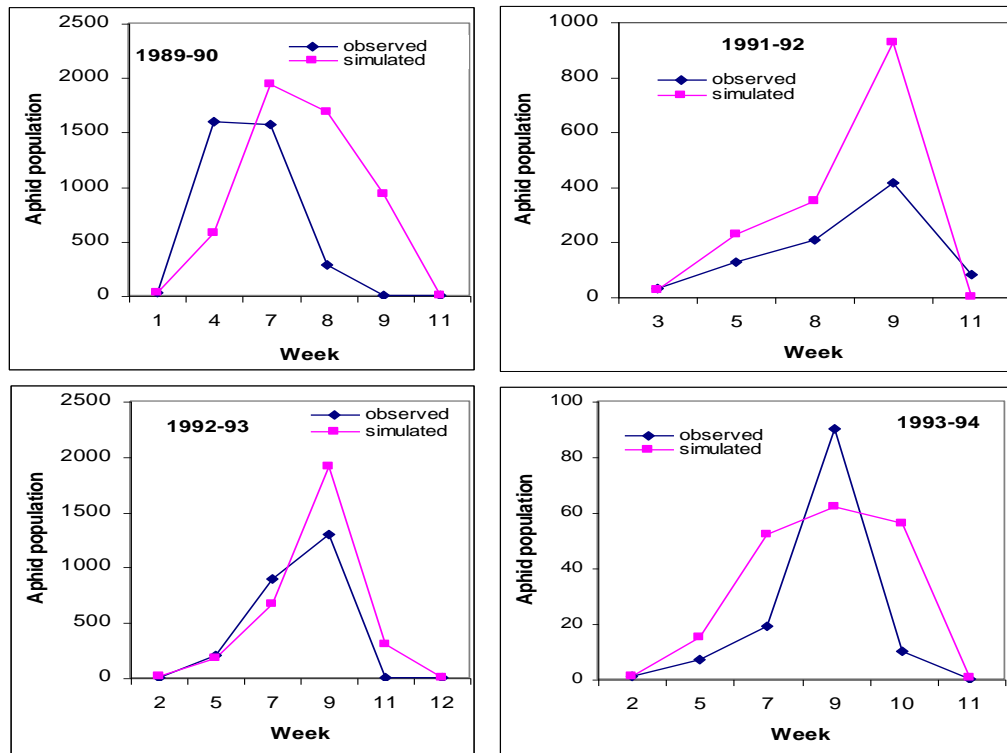 2500
2000
1500
1000
500
0
Aphid population
1989-90
observed
simulated
1 4 7 8 9 11
Week
1000
800
600
400
200
0
Aphid population
1991-92
observed
simulated
3 5 8 9 11
Week
2500
2000
1500
1000
500
0
Aphid population
1992-93
observed
simulated
2 5 7 9 11 12
Week
100
80
60
40
20
0
Aphid population
1993-94
observed
simulated
2 5 7 9 10 11
Week